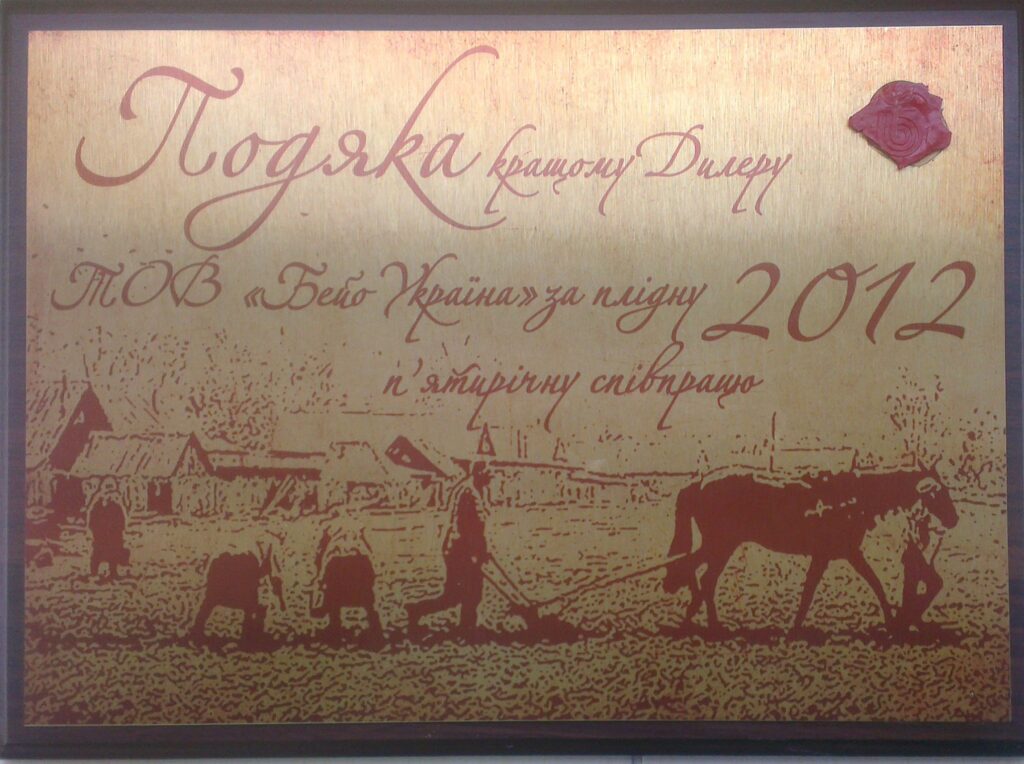 Подяка кращому Дилеру
ТОВ «Бейо Україна» за плідну 2012
п'ятирічну співпрацю